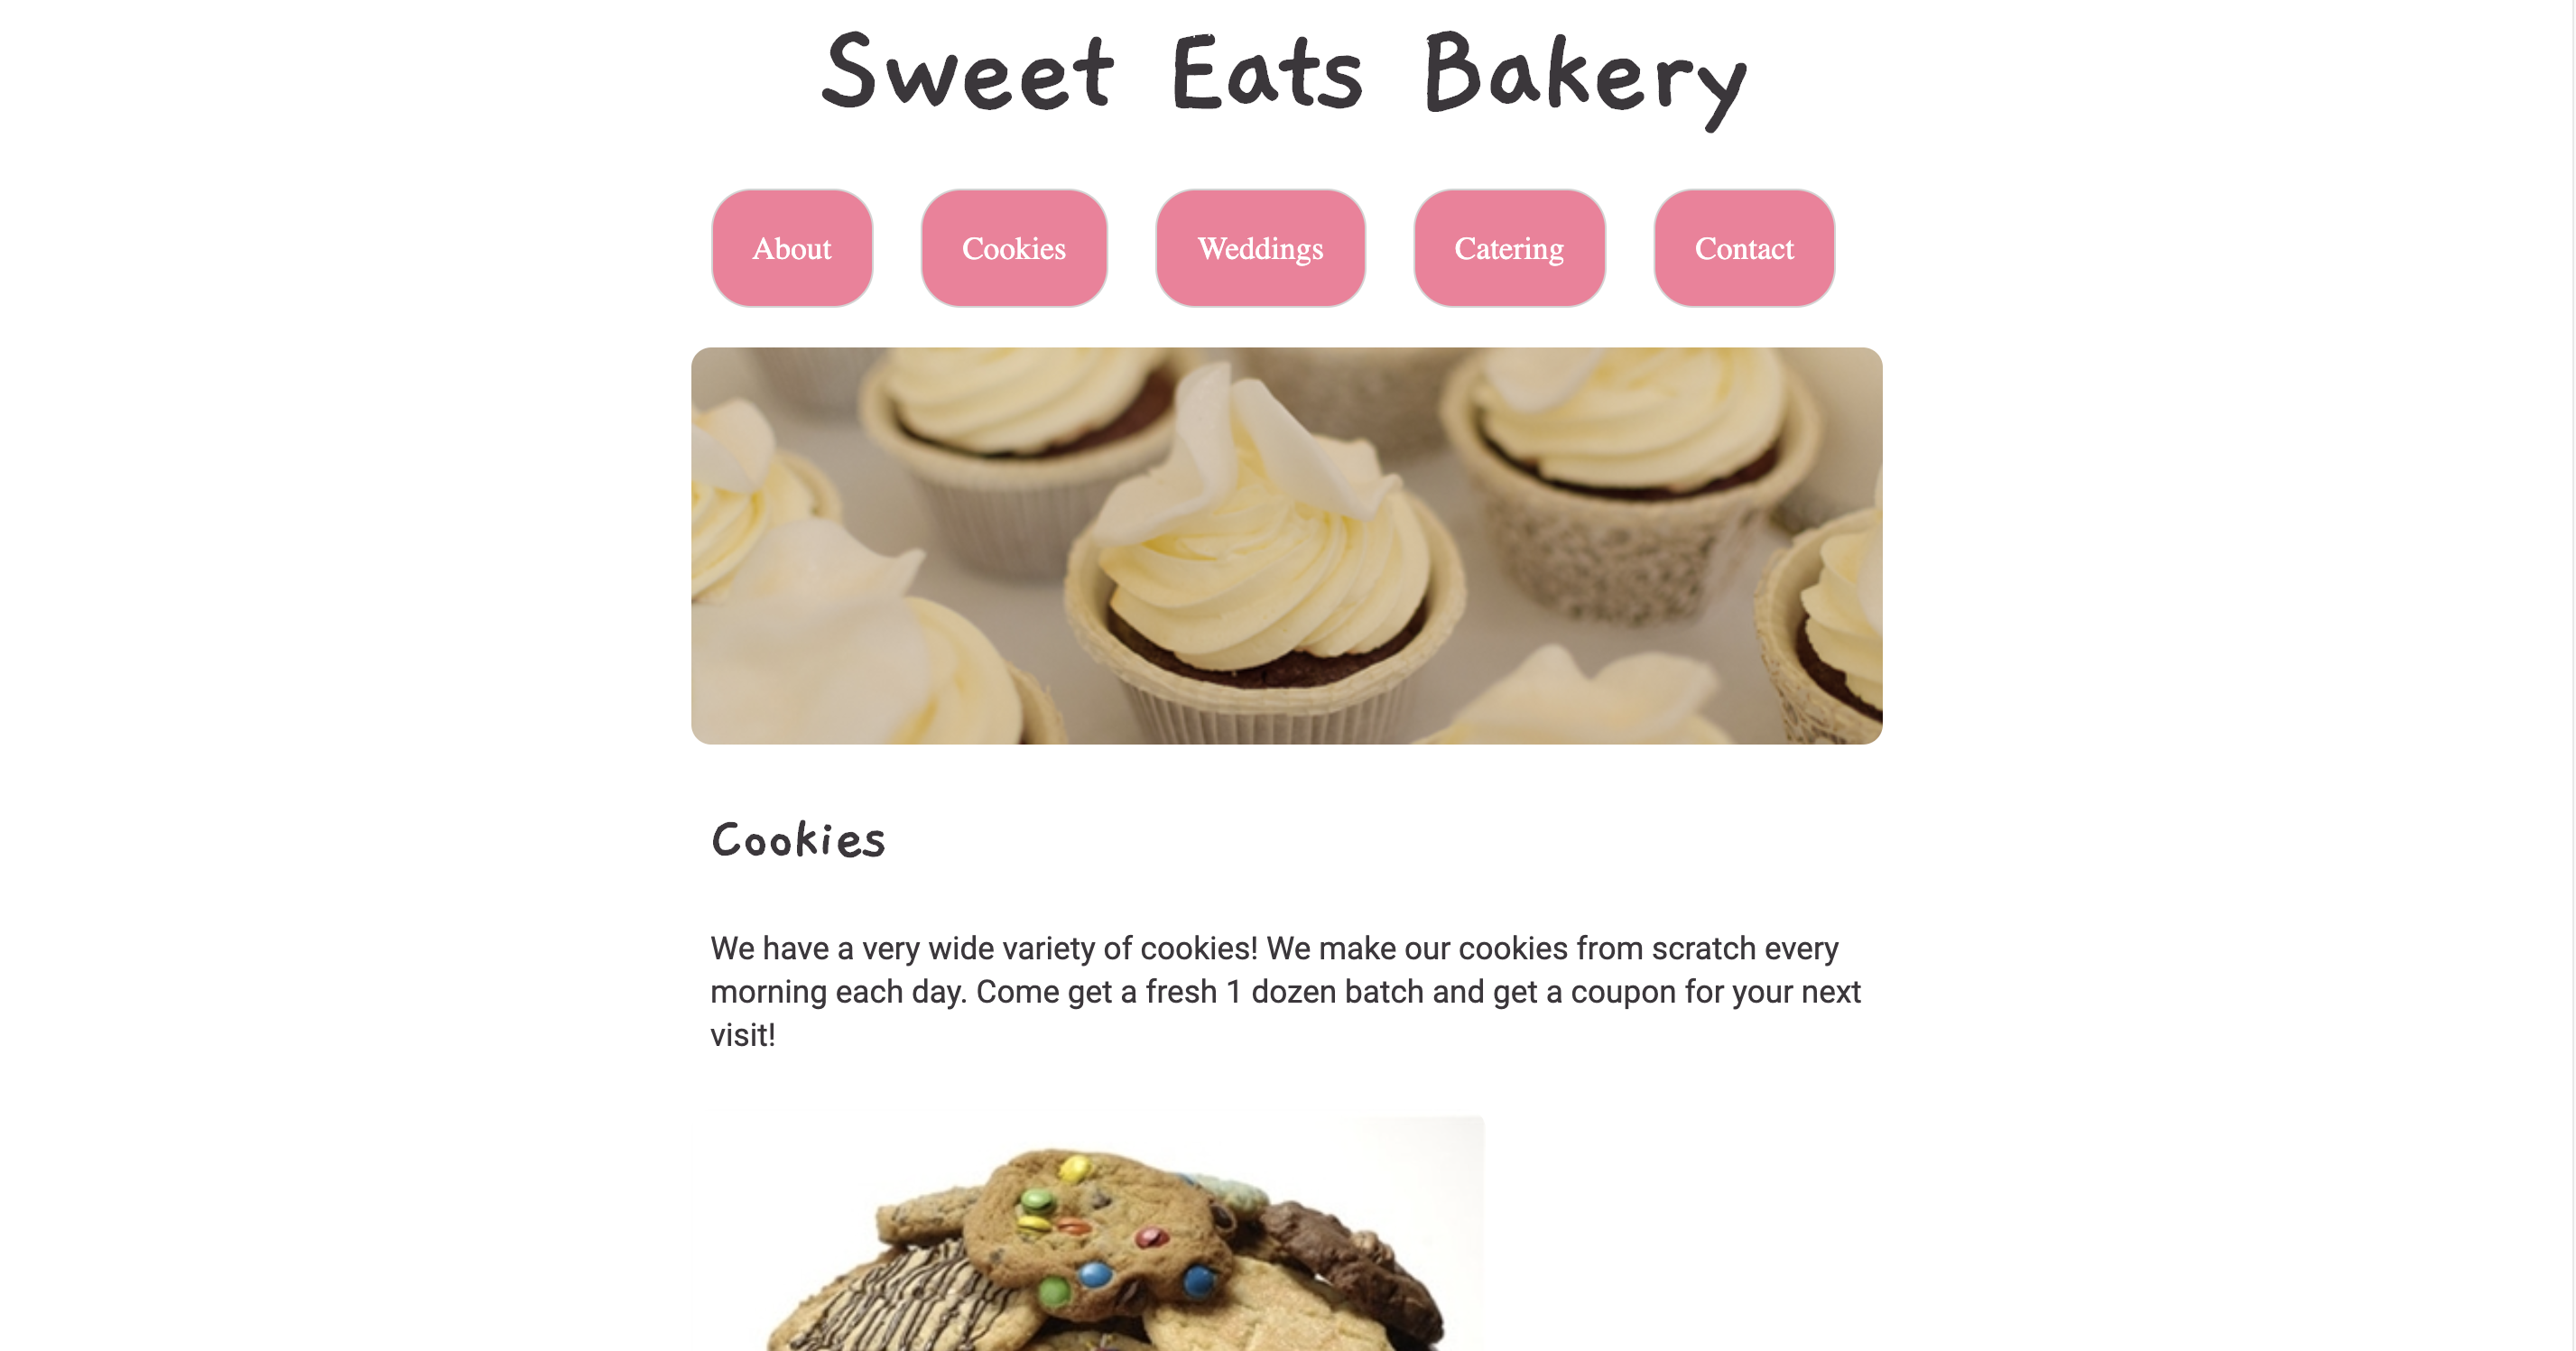 Sweet Eats Bakery
About Cookies Weddings Catering Contact
Cookies
We have a very wide variety of cookies! We make our cookies from scratch every
morning each day. Come get a fresh 1 dozen batch and get a coupon for your next
visit!